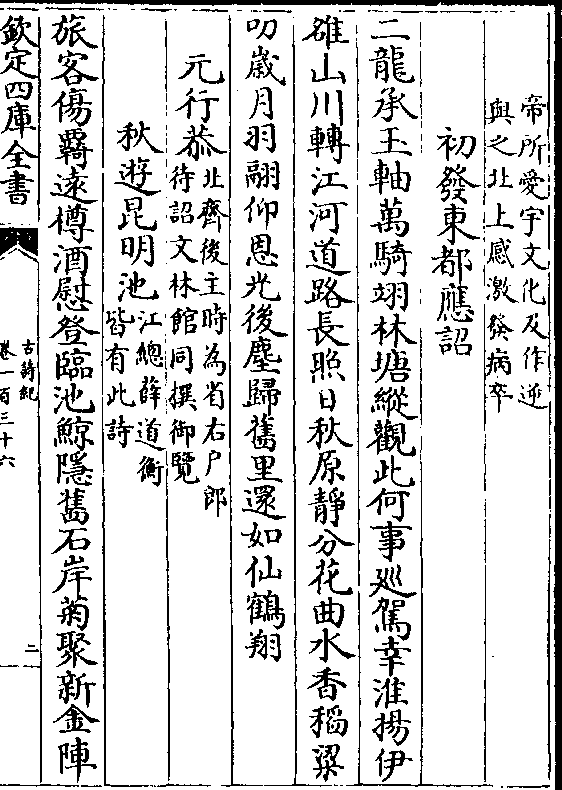 帝所愛宇文化及作逆
與之北上感激發病卒
初發東都應詔
二龍承玉軸萬騎翊林塘縱觀此何事廵駕幸淮揚伊
雒山川轉江河道路長照日秋原靜分花曲水香稻粱
叨歲月羽翮仰恩光後塵歸舊里還如仙鶴翔
元行恭北齊後主時為省右戶郎
待詔文林館同撰御覽
秋遊昆明池江總薛道衡
皆有此詩
旅客傷羇遠樽酒慰登臨池鯨隱舊石岸菊聚新金陣
欽定四庫全書
古詩紀
卷一百三十六
二